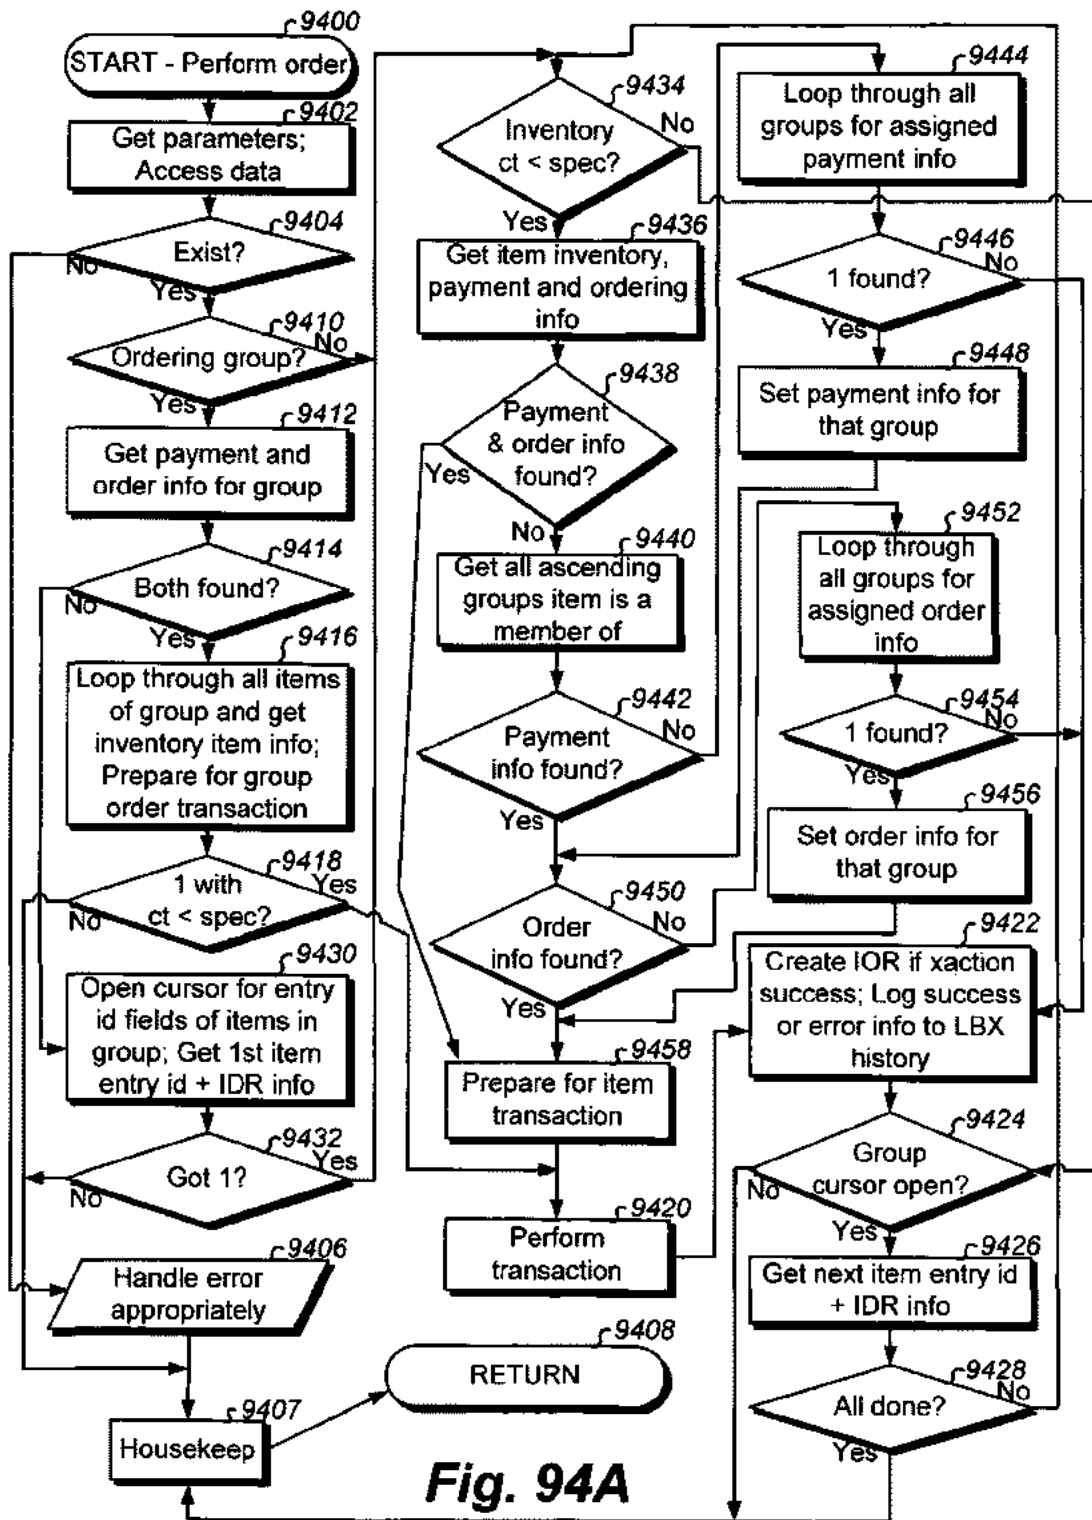 9400
START - Perform order
9402
Get parameters;
Access data
9404
Exist?
No
Yes
9410
Ordering group?
No
Yes
9412
Get payment and
order info for group
9414
Both found?
No
Yes
9416
Loop through all items
of group and get
inventory item info;
Prepare for group
order transaction
9418
1 with
ct < spec?
Yes
No
9430
Open cursor for entry
id fields of items in
group; Get 1st item
entry id + IDR info
9432
Got 1?
Yes
No
9406
Handle error
appropriately
9407
Housekeep
9408
RETURN
9434
Inventory
ct < spec?
No
Yes
9436
Get item inventory,
payment and ordering
info
9438
Payment
& order info
found?
Yes
No
9440
Get all ascending
groups item is a
member of
9442
Payment
info found?
No
Yes
9450
Order
info found?
No
Yes
9458
Prepare for item
transaction
9420
Perform
transaction
9444
Loop through all
groups for assigned
payment info
9446
1 found?
No
Yes
9448
Set payment info for
that group
9452
Loop through
all groups for
assigned order
info
9454
1 found?
No
Yes
9456
Set order info for
that group
9422
Create IOR if xaction
success; Log success
or error info to LBX
history
9424
Group
cursor open?
No
Yes
9426
Get next item entry id
+ IDR info
9428
All done?
No
Yes
Fig. 94A